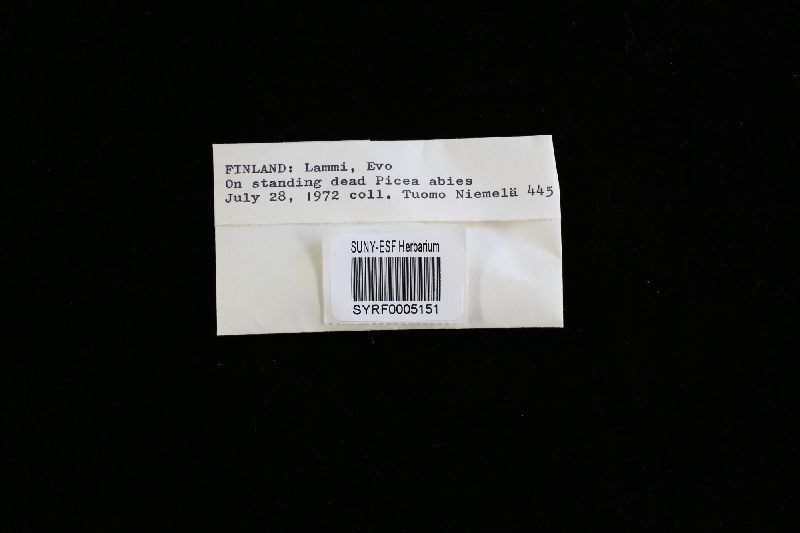 FINLAND: Lammi, Evo
On standing dead Picea abies
July 28, 1972 coll. Tuomo Niemelä 445
SUNY-ESF Herbarium
SYRF0005151